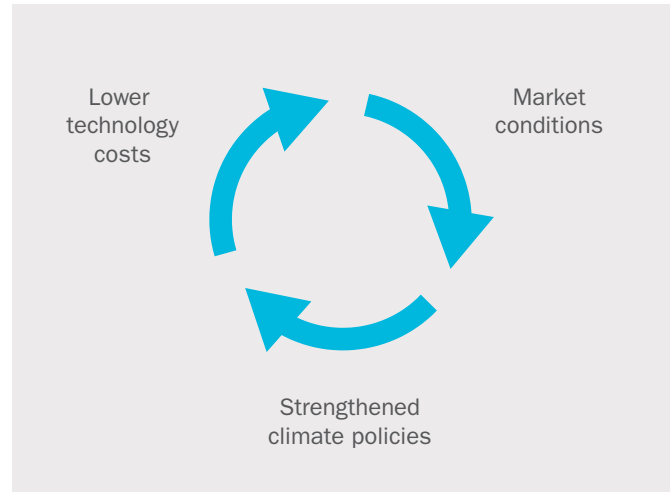 Lower
technology
costs
Market
conditions
Strengthened
climate policies